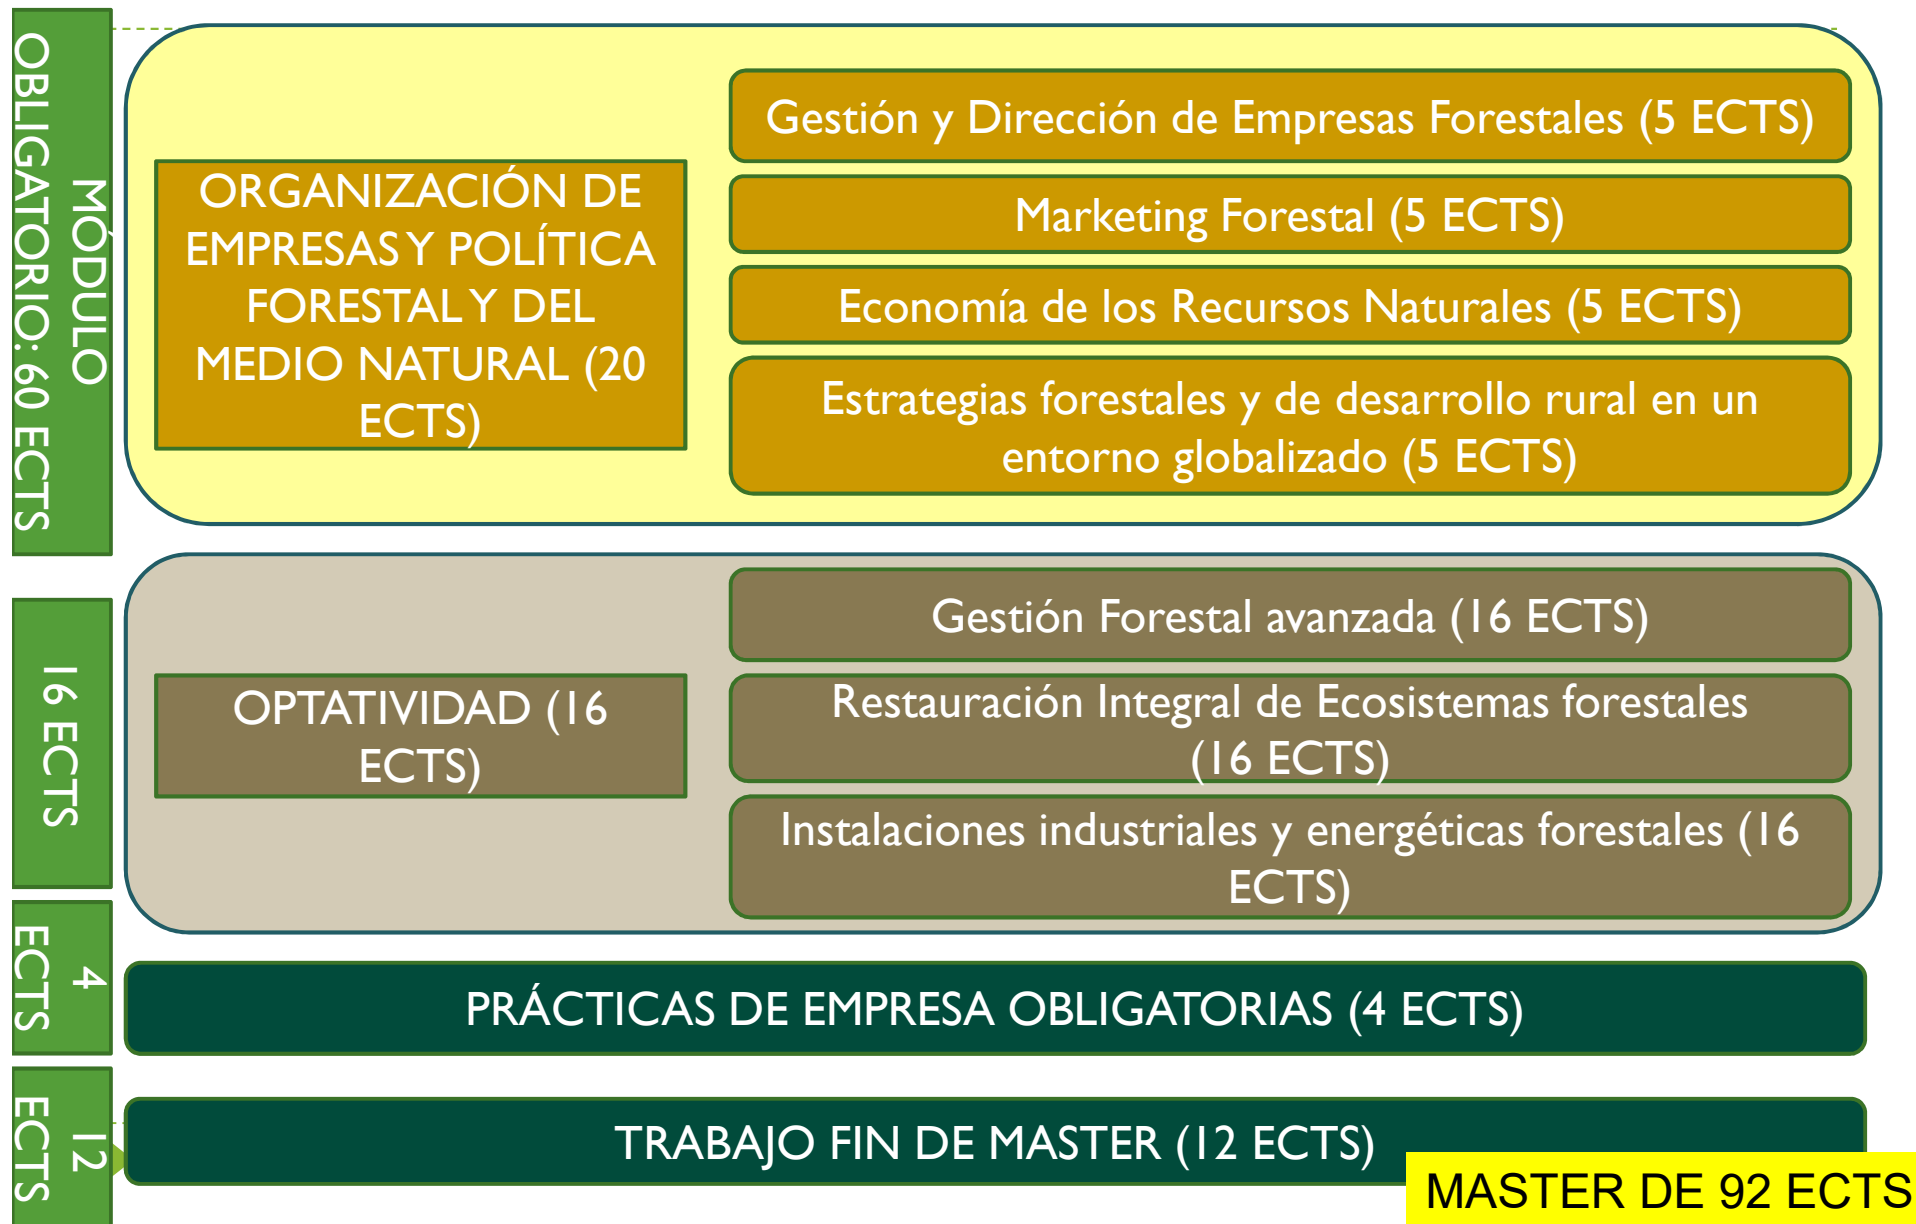 MÓDULO
OBLIGATORIO: 60 ECTS
ORGANIZACIÓN DE
EMPRESAS Y POLÍTICA
FORESTAL Y DEL
MEDIO NATURAL (20
ECTS)
Gestión y Dirección de Empresas Forestales (5 ECTS)
Marketing Forestal (5 ECTS)
Economía de los Recursos Naturales (5 ECTS)
Estrategias forestales y de desarrollo rural en un
entorno globalizado (5 ECTS)
16 ECTS
OPTATIVIDAD (16
ECTS)
Gestión Forestal avanzada (16 ECTS)
Restauración Integral de Ecosistemas forestales
(16 ECTS)
Instalaciones industriales y energéticas forestales (16
ECTS)
4
ECTS
PRÁCTICAS DE EMPRESA OBLIGATORIAS (4 ECTS)
12
ECTS
TRABAJO FIN DE MASTER (12 ECTS)
MASTER DE 92 ECTS